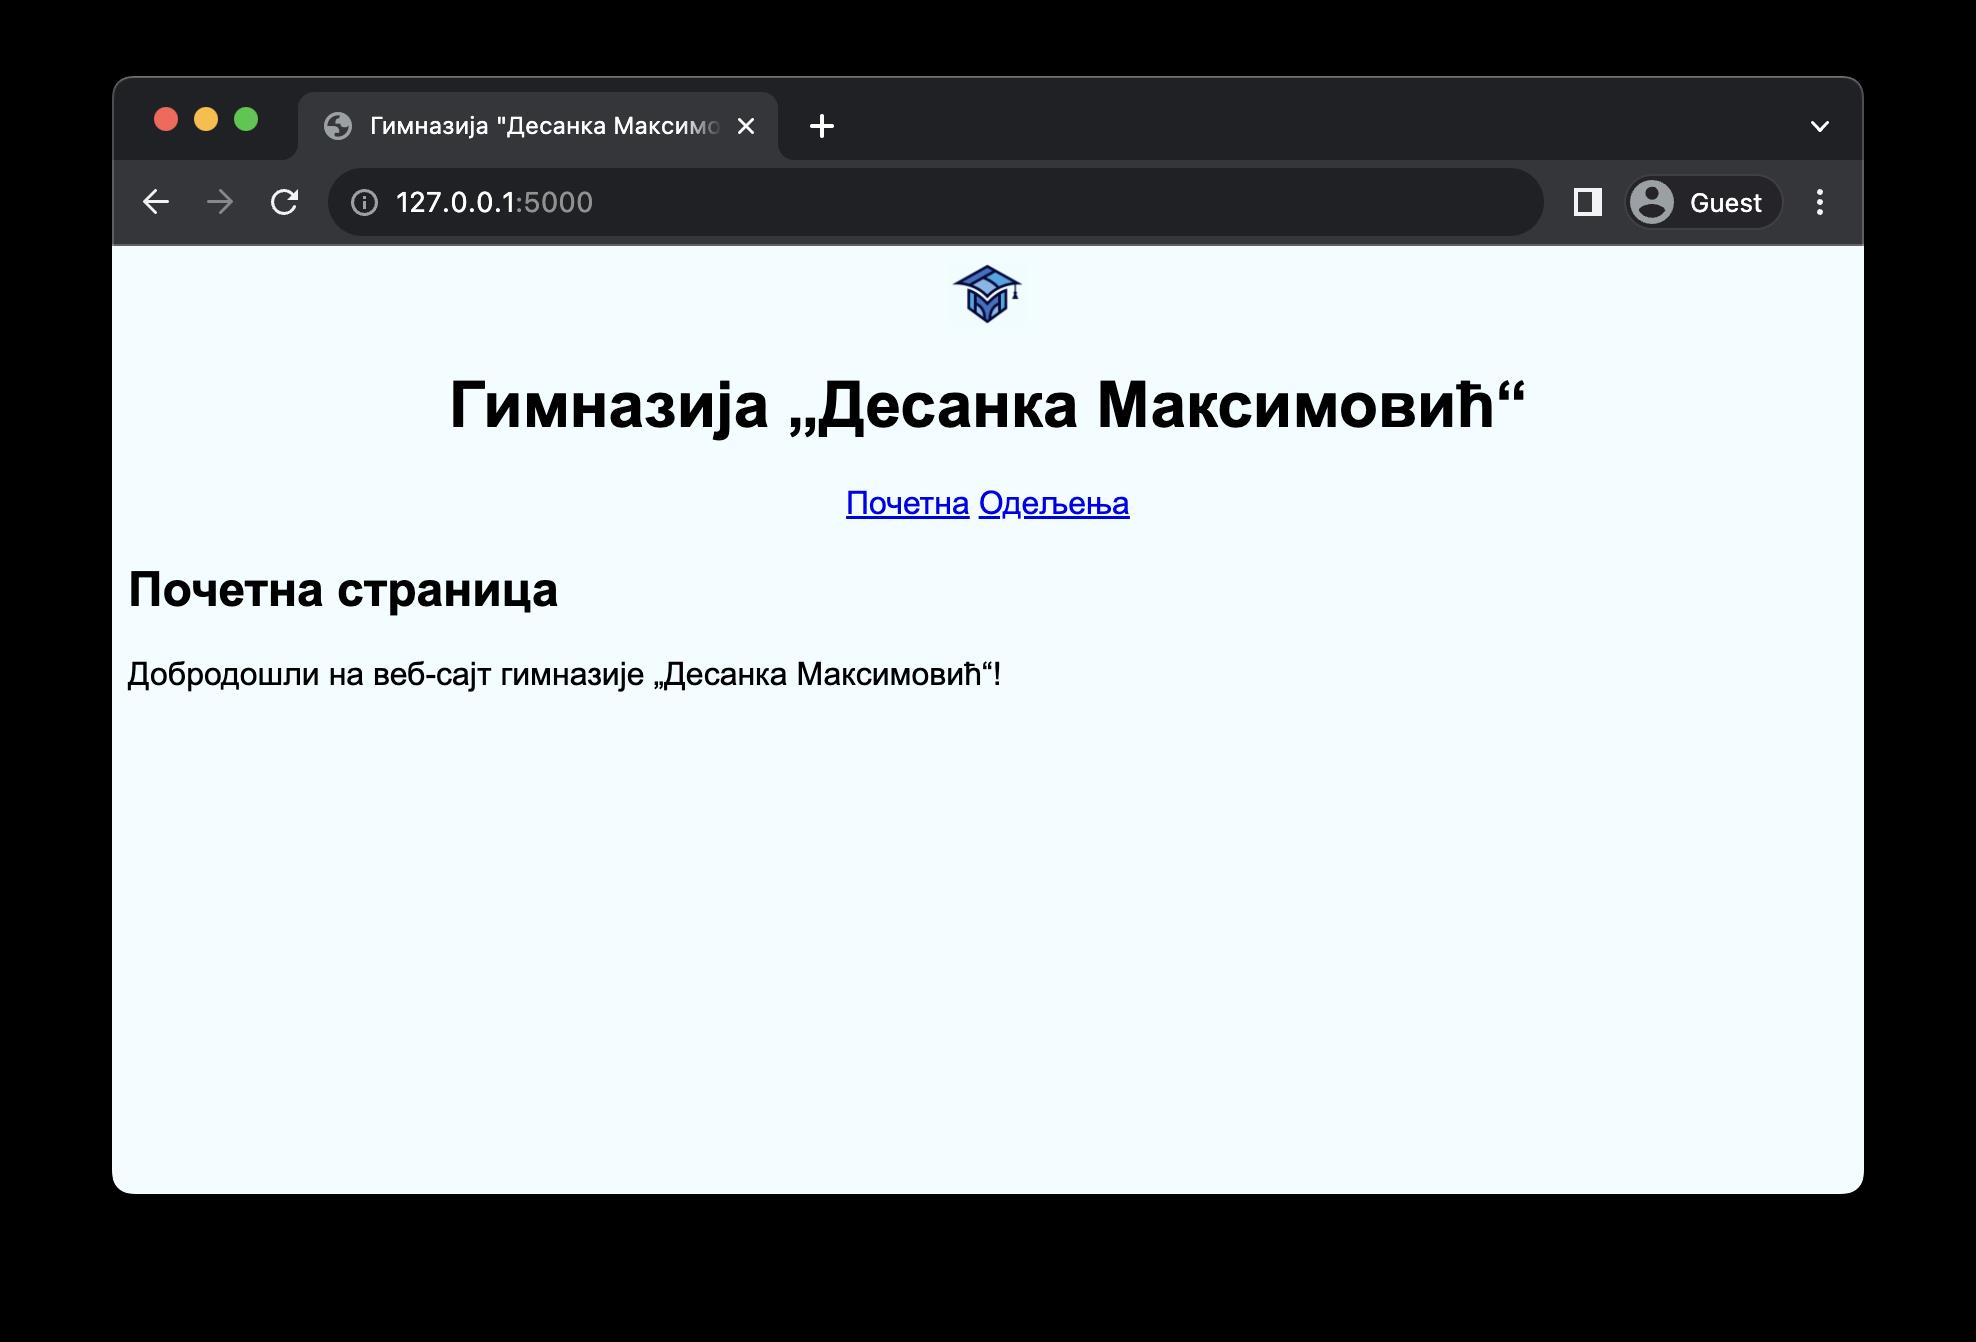 Гимназија "Десанка Максимо
127.0.0.1:5000
Guest
Гимназија „Десанка Максимовић“
Почетна Одељења
Почетна страница
Добродошли на веб-сајт гимназије „Десанка Максимовић“!